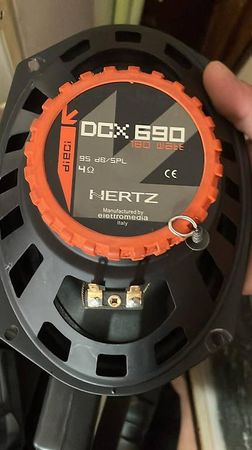 dieci
DCX 690
180 watt
95 dB/SPL
4Ω
CE
HERTZ
Manufactured by
elettromedia
Italy